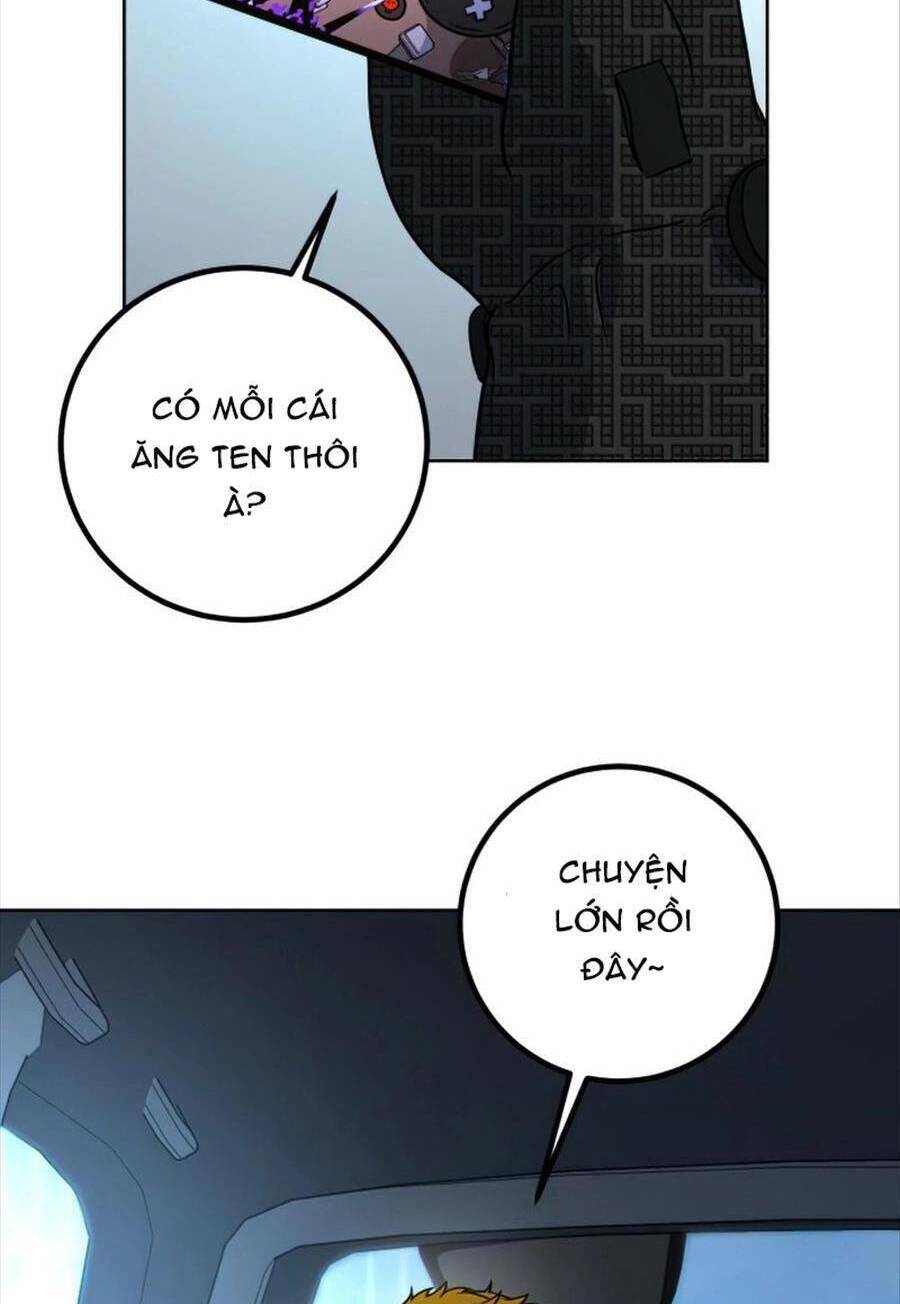 CÓ MỖI CÁI
ĂNG TEN THÔI
À?
CHUYỆN
LỚN RỒI
ĐÂY~